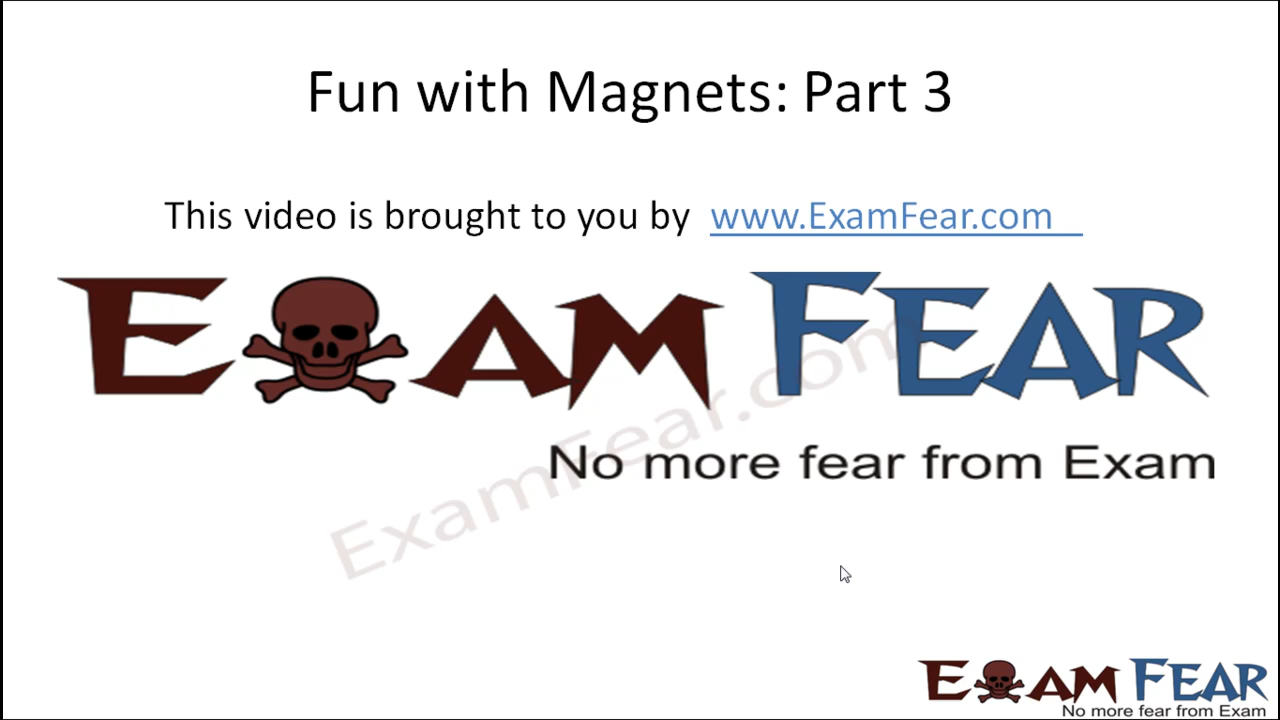 Fun with Magnets: Part 3
This video is brought to you by www.ExamFear.com
EXAM FEAR
No more fear from Exam
ExamFear.com
EXAM FEAR
No more fear from Exam